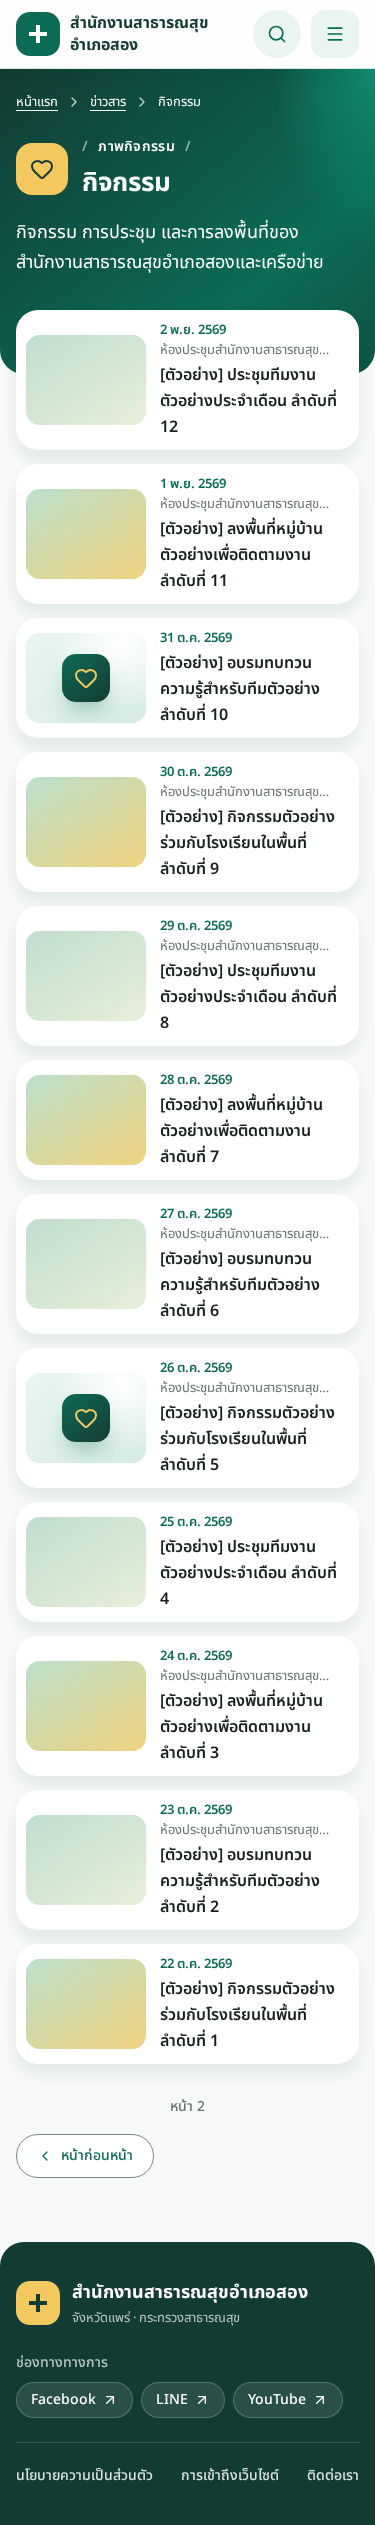 สำนักงานสาธารณสุข
อำเภอสอง
หน้าแรก > ข่าวสาร > กิจกรรม
/ ภาพกิจกรรม /
กิจกรรม
กิจกรรม การประชุม และการลงพื้นที่ของ
สำนักงานสาธารณสุขอำเภอสองและเครือข่าย
2 พ.ย. 2569
ห้องประชุมสำนักงานสาธารณสุข...
[ตัวอย่าง] ประชุมทีมงาน
ตัวอย่างประจำเดือน ลำดับที่
12
1 พ.ย. 2569
ห้องประชุมสำนักงานสาธารณสุข...
[ตัวอย่าง] ลงพื้นที่หมู่บ้าน
ตัวอย่างเพื่อติดตามงาน
ลำดับที่ 11
31 ต.ค. 2569
[ตัวอย่าง] อบรมทบทวน
ความรู้สำหรับทีมตัวอย่าง
ลำดับที่ 10
30 ต.ค. 2569
ห้องประชุมสำนักงานสาธารณสุข...
[ตัวอย่าง] กิจกรรมตัวอย่าง
ร่วมกับโรงเรียนในพื้นที่
ลำดับที่ 9
29 ต.ค. 2569
ห้องประชุมสำนักงานสาธารณสุข...
[ตัวอย่าง] ประชุมทีมงาน
ตัวอย่างประจำเดือน ลำดับที่
8
28 ต.ค. 2569
[ตัวอย่าง] ลงพื้นที่หมู่บ้าน
ตัวอย่างเพื่อติดตามงาน
ลำดับที่ 7
27 ต.ค. 2569
ห้องประชุมสำนักงานสาธารณสุข...
[ตัวอย่าง] อบรมทบทวน
ความรู้สำหรับทีมตัวอย่าง
ลำดับที่ 6
26 ต.ค. 2569
ห้องประชุมสำนักงานสาธารณสุข...
[ตัวอย่าง] กิจกรรมตัวอย่าง
ร่วมกับโรงเรียนในพื้นที่
ลำดับที่ 5
25 ต.ค. 2569
[ตัวอย่าง] ประชุมทีมงาน
ตัวอย่างประจำเดือน ลำดับที่
4
24 ต.ค. 2569
ห้องประชุมสำนักงานสาธารณสุข...
[ตัวอย่าง] ลงพื้นที่หมู่บ้าน
ตัวอย่างเพื่อติดตามงาน
ลำดับที่ 3
23 ต.ค. 2569
ห้องประชุมสำนักงานสาธารณสุข...
[ตัวอย่าง] อบรมทบทวน
ความรู้สำหรับทีมตัวอย่าง
ลำดับที่ 2
22 ต.ค. 2569
[ตัวอย่าง] กิจกรรมตัวอย่าง
ร่วมกับโรงเรียนในพื้นที่
ลำดับที่ 1
หน้า 2
หน้าก่อนหน้า
สำนักงานสาธารณสุขอำเภอสอง
จังหวัดแพร่ · กระทรวงสาธารณสุข
ช่องทางทางการ
Facebook LINE YouTube
นโยบายความเป็นส่วนตัว การเข้าถึงเว็บไซต์ ติดต่อเรา